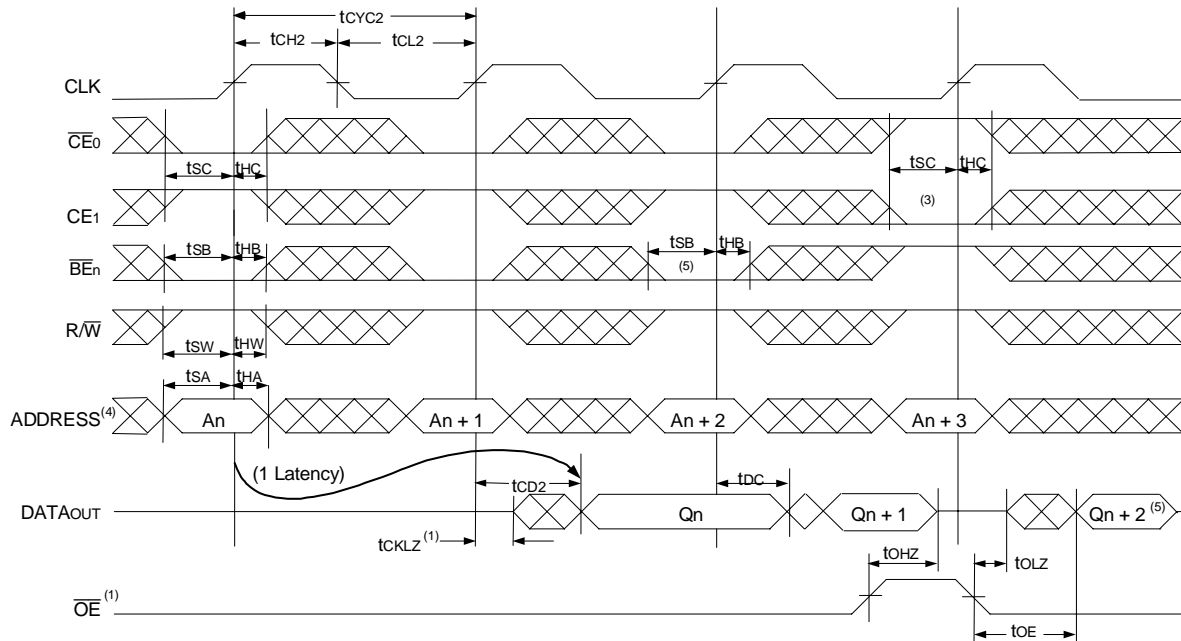 tCYC2
tCH2 tCL2
CLK
CE0
tSC tHC tSC tHC
(3)
CE1
tSB tHB tSB tHB
(5)
BEn
R/W
tSW tHW
tSA tHA
ADDRESS(4) An An + 1 An + 2 An + 3
(1 Latency)
tCD2 tDC
DATAOUT Qn Qn + 1 Qn + 2 (5)
tCKLZ (1)
tOHZ tOLZ
OE (1)
tOE